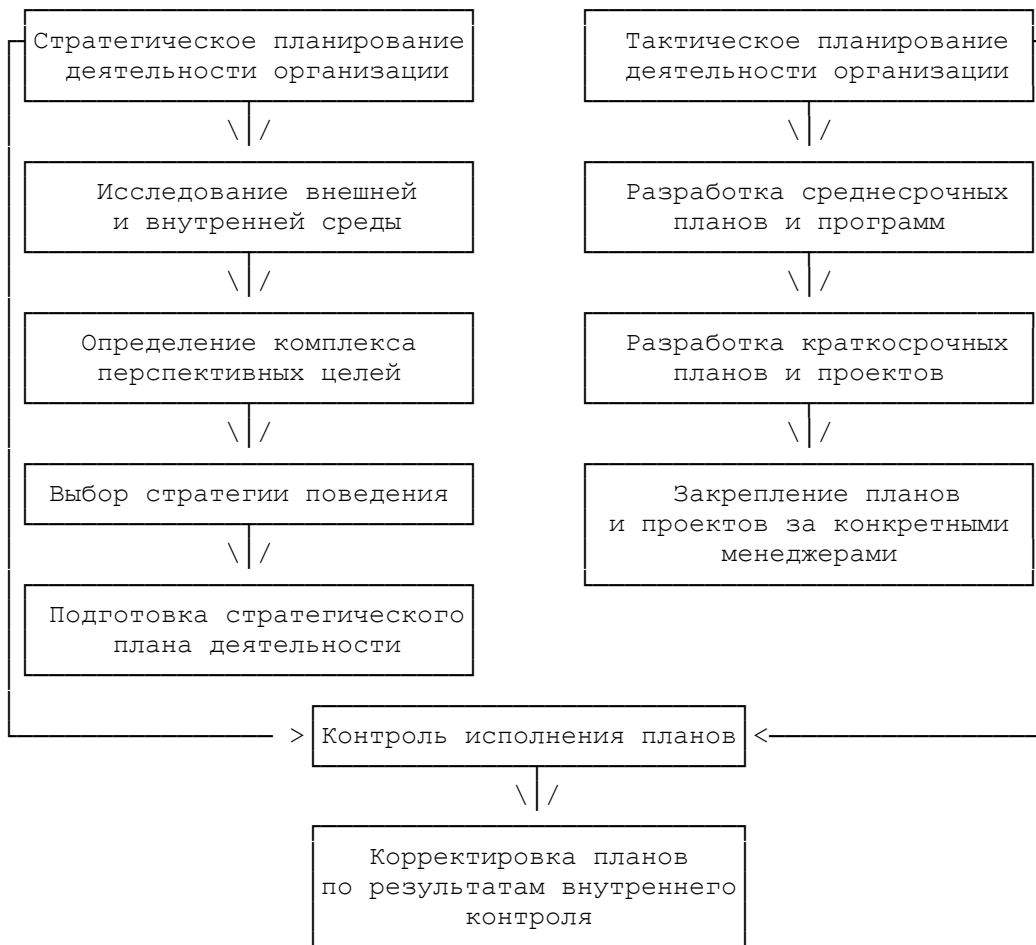 Стратегическое планирование
деятельности организации
Тактическое планирование
деятельности организации
Исследование внешней
и внутренней среды
Разработка среднесрочных
планов и программ
Определение комплекса
перспективных целей
Разработка краткосрочных
планов и проектов
Выбор стратегии поведения
Закрепление планов
и проектов за конкретными
менеджерами
Подготовка стратегического
плана деятельности
Контроль исполнения планов
Корректировка планов
по результатам внутреннего
контроля